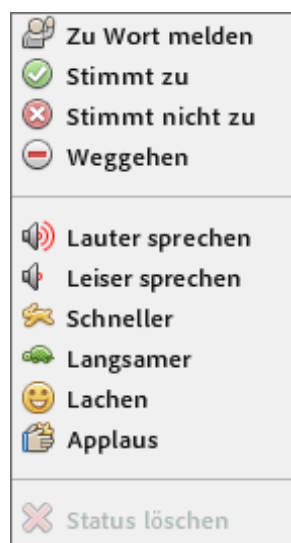 Zu Wort melden
Stimmt zu
Stimmt nicht zu
Weggehen
Lauter sprechen
Leiser sprechen
Schneller
Langsamer
Lachen
Applaus
Status löschen